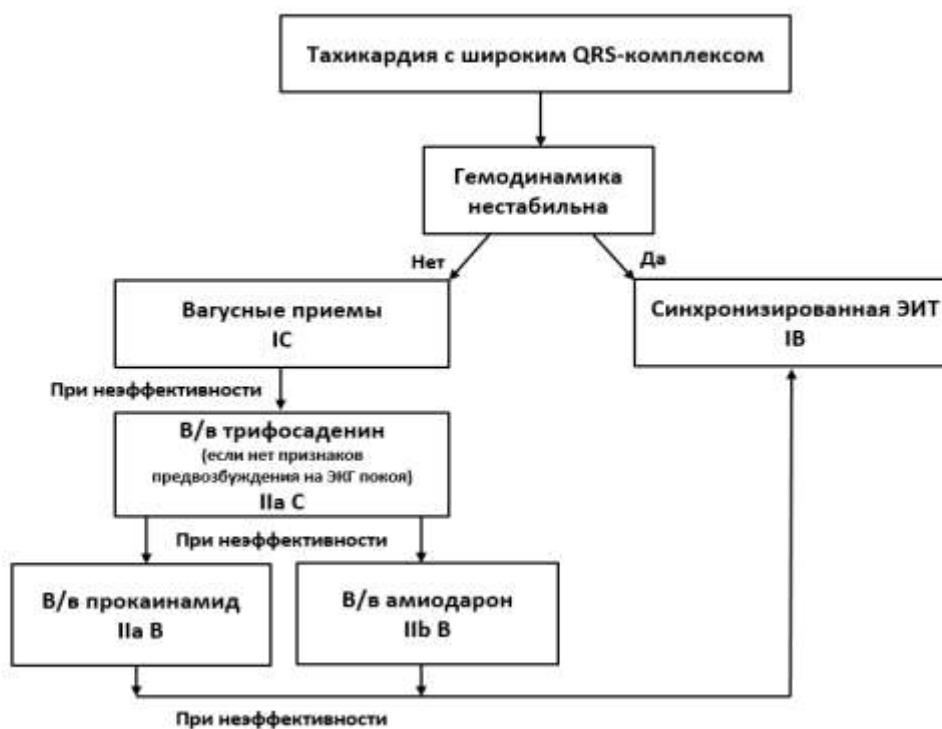 Тахикардия с широким QRS-комплексом
Гемодинамика
нестабильна
Нет
Да
Вагусные приемы
IC
Синхронизированная ЭИТ
IB
При неэффективности
В/в трифосаденин
(если нет признаков
предвозбуждения на ЭКГ покоя)
IIa C
При неэффективности
В/в прокаинамид
IIa B
В/в амиодарон
IIb B
При неэффективности